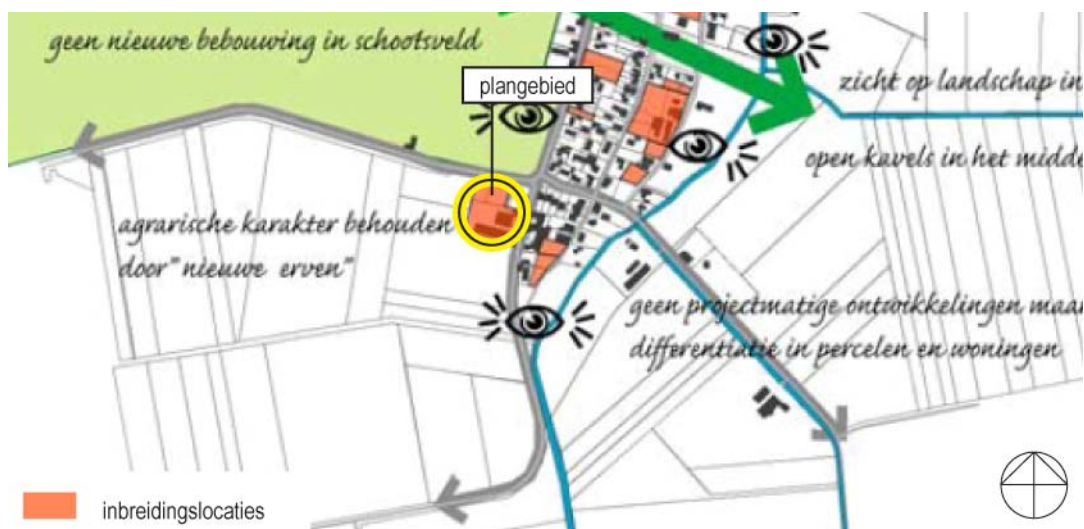 geen nieuwe bebouwing in schootsveld
plangebied
zicht op landschap in
open kavels in het midde
agrarische karakter behouden
door "nieuwe erven"
geen projectmatige ontwikkelingen maar
differentiatie in percelen en woningen
inbreidingslocaties